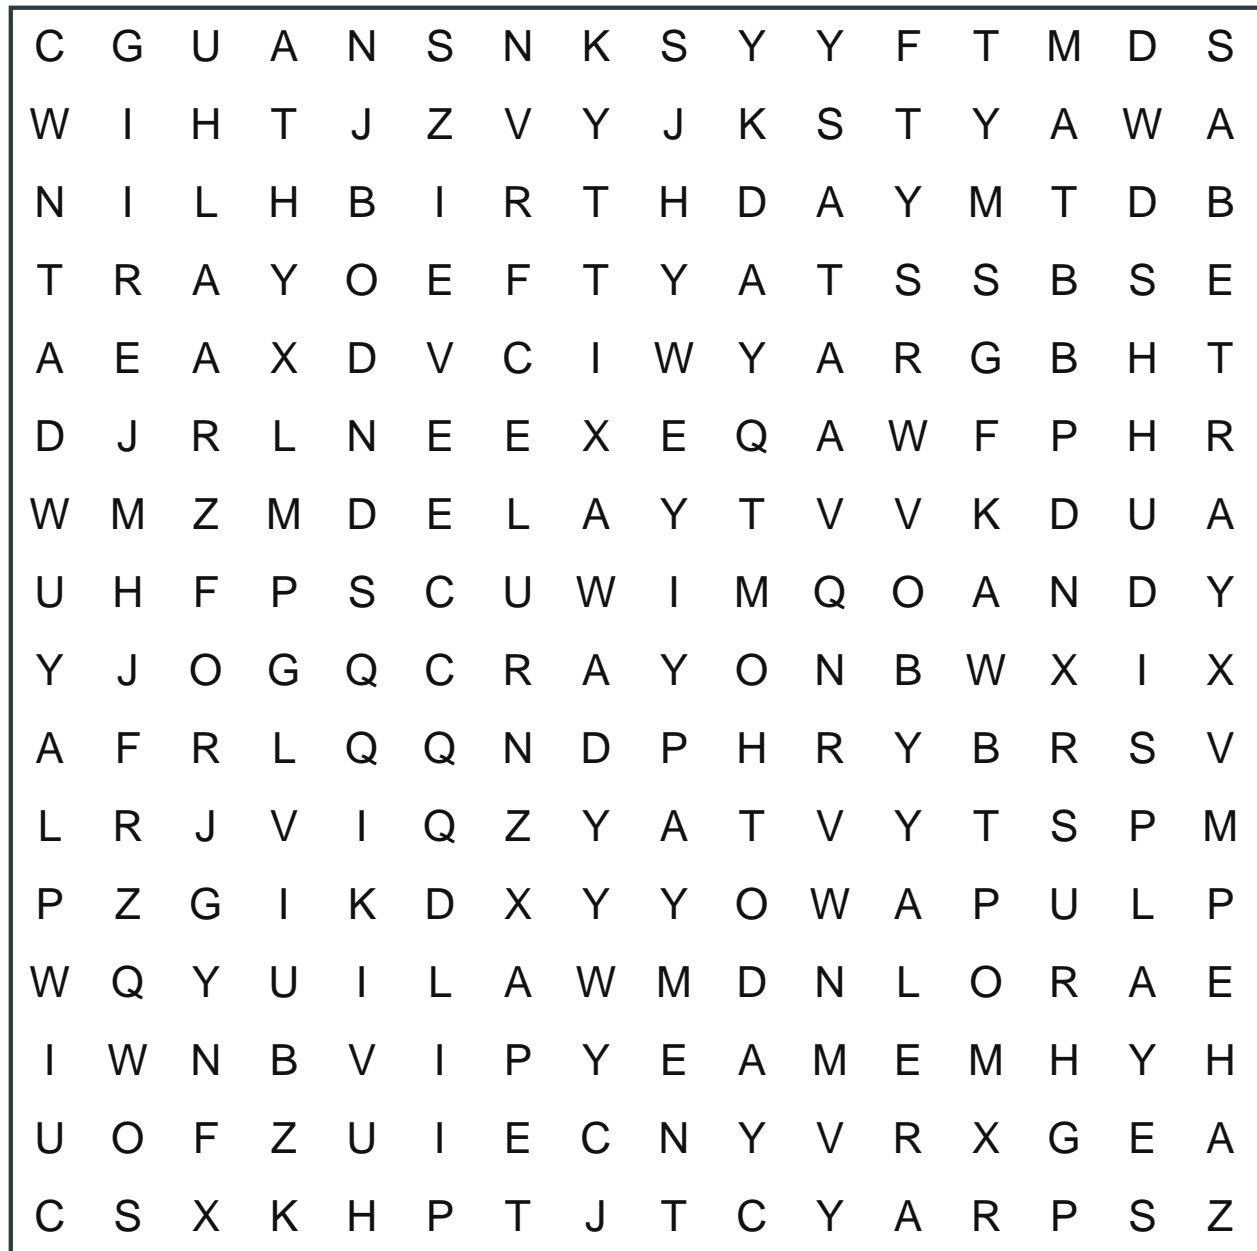 C G U A N S N K S Y Y F T M D S
W I H T J Z V Y J K S T Y A W A
N I L H B I R T H D A Y M T D B
T R A Y O E F T Y A T S S B S E
A E A X D V C I W Y A R G B H T
D J R L N E E X E Q A W F P H R
W M Z M D E L A Y T V V K D U A
U H F P S C U W I M Q O A N D Y
Y J O G Q C R A Y O N B W X I X
A F R L Q Q N D P H R Y B R S V
L R J V I Q Z Y A T V Y T S P M
P Z G I K D X Y Y O W A P U L P
W Q Y U I L A W M D N L O R A E
I W N B V I P Y E A M E M H Y H
U O F Z U I E C N Y V R X G E A
C S X K H P T J T C Y A R P S Z